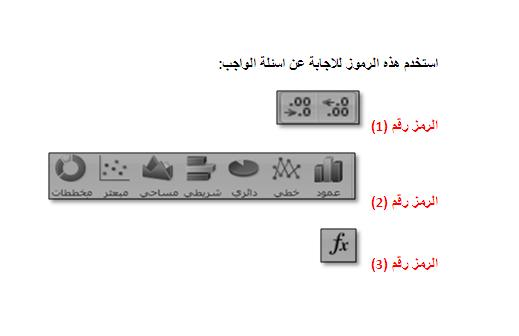 استخدم هذه الرموز للاجابة عن اسئلة الواجب:
.00 →.0 ←.0 .00
الرمز رقم (1)
عمود خطي دائري شريطي مساحي مبعثر مخططات
الرمز رقم (2)
fx
الرمز رقم (3)